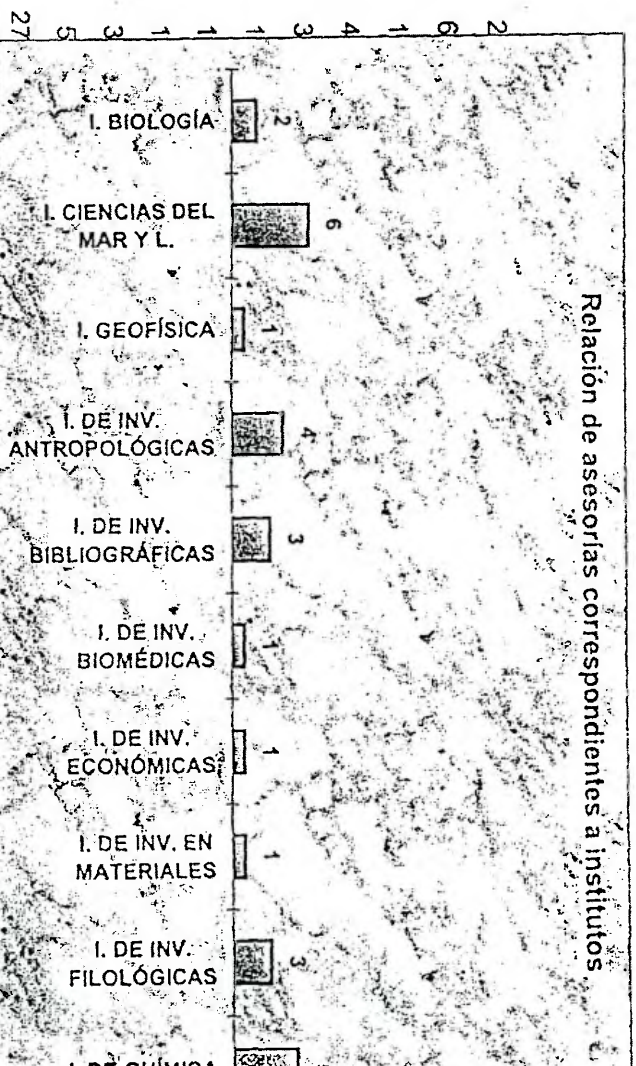 27 5 3 1 1 1 3 4 1 6 2
Relación de asesorías correspondientes a institutos
I. BIOLOGÍA
2
I. CIENCIAS DEL
MAR Y L.
6
I. GEOFÍSICA
1
I. DE INV.
ANTROPOLÓGICAS
4
I. DE INV.
BIBLIOGRÁFICAS
3
I. DE INV.
BIOMÉDICAS
1
I. DE INV.
ECONÓMICAS
1
I. DE INV. EN
MATERIALES
1
I. DE INV.
FILOLÓGICAS
3
I. DE QUÍMICA